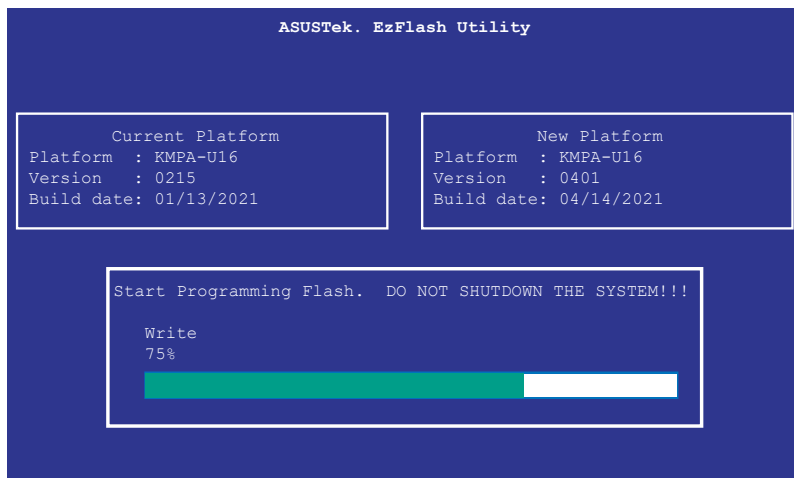 ASUSTek. EzFlash Utility
Current Platform
Platform : KMPA-U16
Version : 0215
Build date: 01/13/2021
New Platform
Platform : KMPA-U16
Version : 0401
Build date: 04/14/2021
Start Programming Flash. DO NOT SHUTDOWN THE SYSTEM!!!
Write
75%